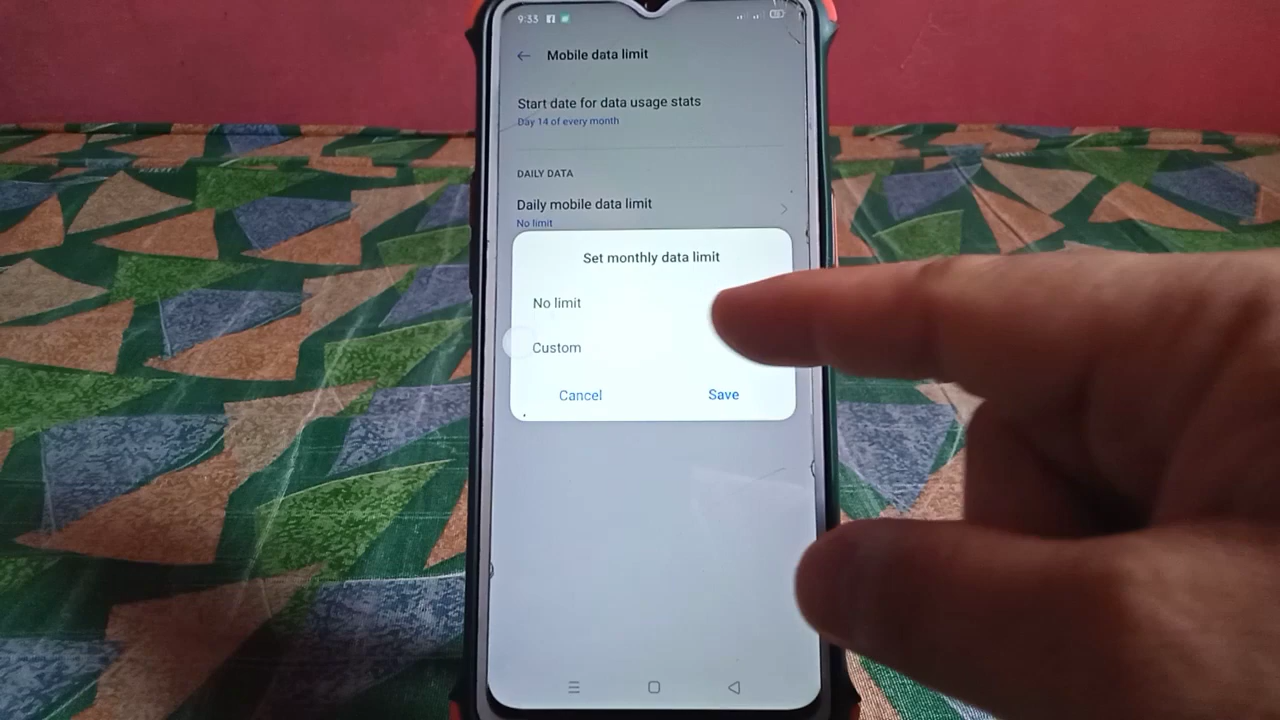 9:33
Mobile data limit
Start date for data usage stats
Day 14 of every month
DAILY DATA
Daily mobile data limit
No limit
Set monthly data limit
No limit
Custom
Cancel Save